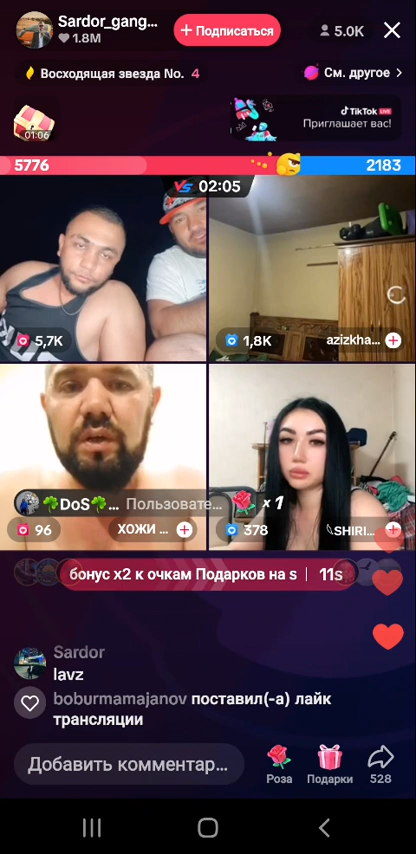 Sardor_gang...
1.8M
+ Подписаться
5.0K
Восходящая звезда No. 4
См. другое >
01:06
TikTok LIVE
Приглашает вас!
5776
VS 02:05
2183
5,7K
1,8K
azizkha...
DoS
... Пользовате...
x 1
96
ХОЖИ ...
378
SHIRI...
бонус x2 к очкам Подарков на s | 11s
Sardor
lavz
boburmamajanov поставил(-а) лайк
трансляции
Добавить комментар...
Роза
Подарки
528